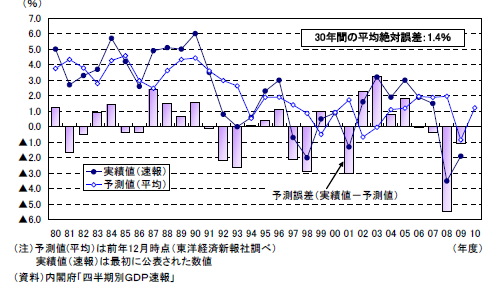 (%)
30年間の平均絶対誤差:1.4%
7.0
6.0
5.0
4.0
3.0
2.0
1.0
0.0
▲1.0
▲2.0
▲3.0
▲4.0
▲5.0
▲6.0
実績値(速報)
予測値(平均)
予測誤差(実績値-予測値)
80 81 82 83 84 85 86 87 88 89 90 91 92 93 94 95 96 97 98 99 00 01 02 03 04 05 06 07 08 09 10
(注)予測値(平均)は前年12月時点(東洋経済新報社調べ)
(年度)
実績値(速報)は最初に公表された数値
(資料)内閣府「四半期別GDP速報」